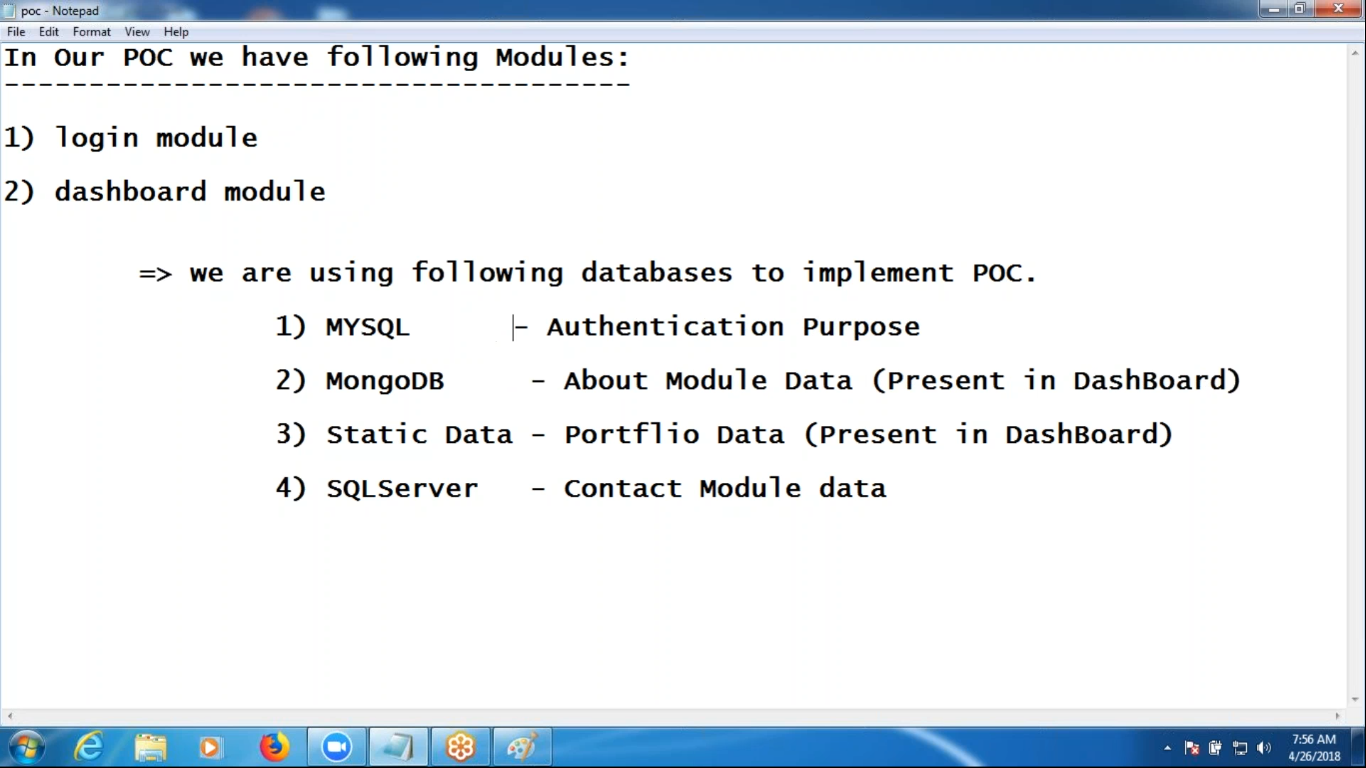 poc - Notepad
File Edit Format View Help
In Our POC we have following Modules:
-------------------------------------
1) login module
2) dashboard module
=> we are using following databases to implement POC.
1) MYSQL - Authentication Purpose
2) MongoDB - About Module Data (Present in DashBoard)
3) Static Data - Portflio Data (Present in DashBoard)
4) SQLServer - Contact Module data
7:56 AM
4/26/2018